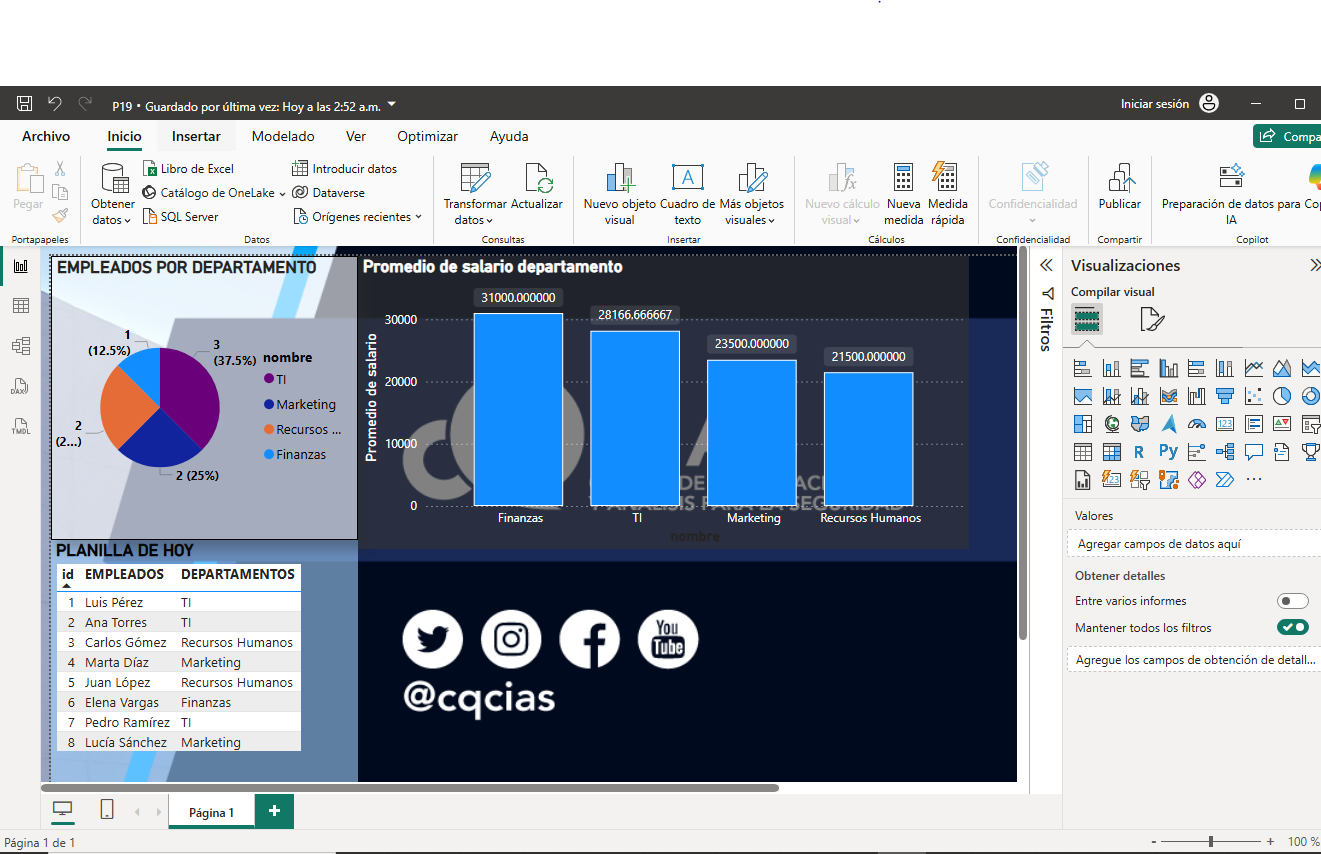 P19 • Guardado por última vez: Hoy a las 2:52 a.m.
Iniciar sesión
Archivo Inicio Insertar Modelado Ver Optimizar Ayuda
Compa
Pegar
Portapapeles
Obtener datos
Libro de Excel
Catálogo de OneLake
SQL Server
Introducir datos
Dataverse
Orígenes recientes
Datos
Transformar datos
Actualizar
Consultas
Nuevo objeto visual
Cuadro de texto
Más objetos visuales
Insertar
Nuevo cálculo visual
Nueva medida
Medida rápida
Cálculos
Confidencialidad
Confidencialidad
Publicar
Compartir
Preparación de datos para IA
Cop
Copilot
DAX
TMDL
EMPLEADOS POR DEPARTAMENTO
1
(12.5%)
3
(37.5%)
2
(2...)
2 (25%)
nombre
TI
Marketing
Recursos ...
Finanzas
Promedio de salario departamento
Promedio de salario
30000
20000
10000
0
31000.000000
28166.666667
23500.000000
21500.000000
Finanzas TI Marketing Recursos Humanos
nombre
PLANILLA DE HOY
id EMPLEADOS DEPARTAMENTOS
1 Luis Pérez TI
2 Ana Torres TI
3 Carlos Gómez Recursos Humanos
4 Marta Díaz Marketing
5 Juan López Recursos Humanos
6 Elena Vargas Finanzas
7 Pedro Ramírez TI
8 Lucía Sánchez Marketing
You
Tube
@cqcias
Filtros
Visualizaciones
Compilar visual
123
R
Py
123
Valores
Agregar campos de datos aquí
Obtener detalles
Entre varios informes
Mantener todos los filtros
Agregue los campos de obtención de detall...
Página 1
+
Página 1 de 1
- + 100 %